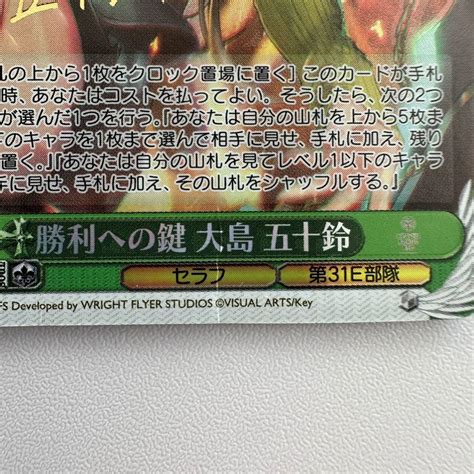 札の上から1枚をクロック置場に置く］このカードが手札
時、あなたはコストを払ってよい。そうしたら、次の2つ
が選んだ1つを行う。『あなたは自分の山札を上から5枚ま
下のキャラを1枚まで選んで相手に見せ、手札に加え、残り
置く。』『あなたは自分の山札を見てレベル1以下のキャラ
手に見せ、手札に加え、その山札をシャッフルする。』
勝利への鍵 大島 五十鈴
セラフ 第31E部隊
FS Developed by WRIGHT FLYER STUDIOS ©VISUAL ARTS/Key